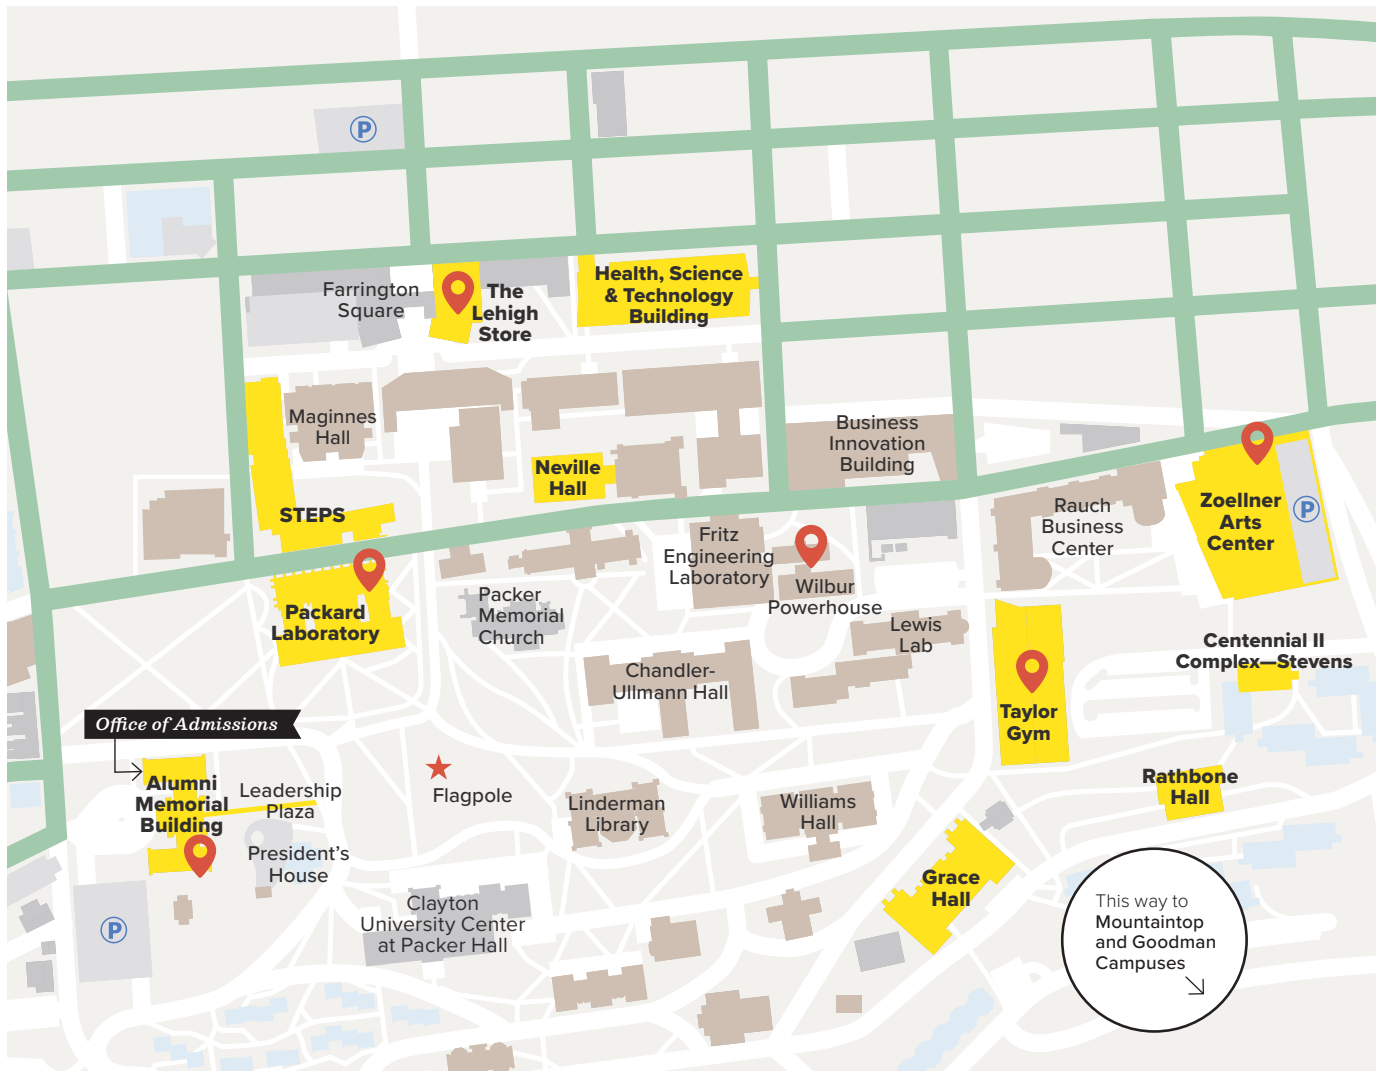 P
Farrington
Square
The
Lehigh
Store
Health, Science
& Technology
Building
Maginnes
Hall
Business
Innovation
Building
Neville
Hall
STEPS
Zoellner
Arts
Center
P
Rauch
Business
Center
Fritz
Engineering
Laboratory
Wilbur
Powerhouse
Packard
Laboratory
Packer
Memorial
Church
Lewis
Lab
Centennial II
Complex—Stevens
Chandler-
Ullmann Hall
Taylor
Gym
Office of Admissions
Alumni
Memorial
Building
Leadership
Plaza
Flagpole
Linderman
Library
Williams
Hall
Rathbone
Hall
President's
House
Grace
Hall
Clayton
University Center
at Packer Hall
P
This way to
Mountaintop
and Goodman
Campuses